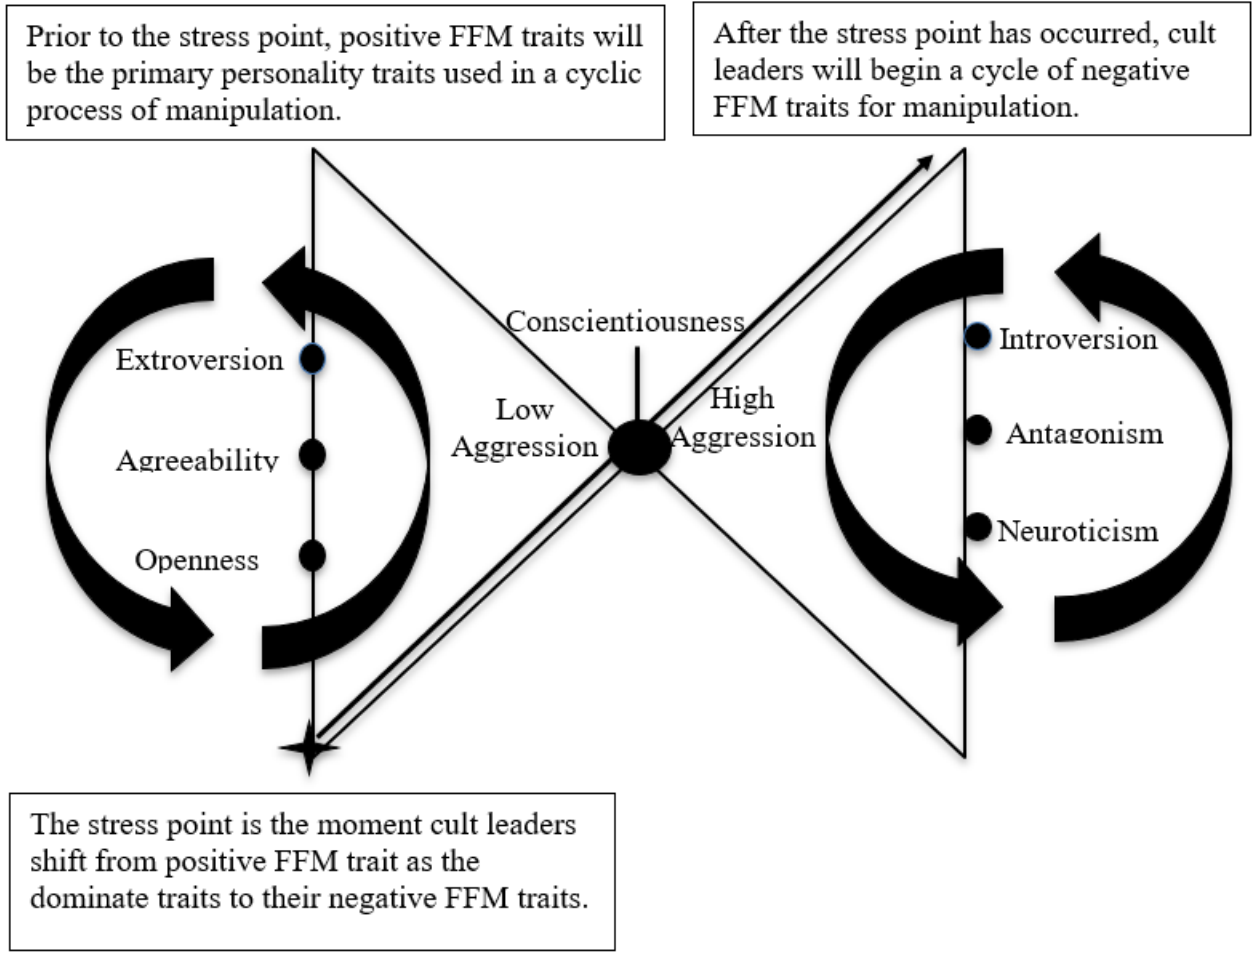 Prior to the stress point, positive FFM traits will
be the primary personality traits used in a cyclic
process of manipulation.
After the stress point has occurred, cult
leaders will begin a cycle of negative
FFM traits for manipulation.
Conscientiousness
Extroversion
Agreeability
Openness
Low
Aggression
High
Aggression
Introversion
Antagonism
Neuroticism
The stress point is the moment cult leaders
shift from positive FFM trait as the
dominate traits to their negative FFM traits.